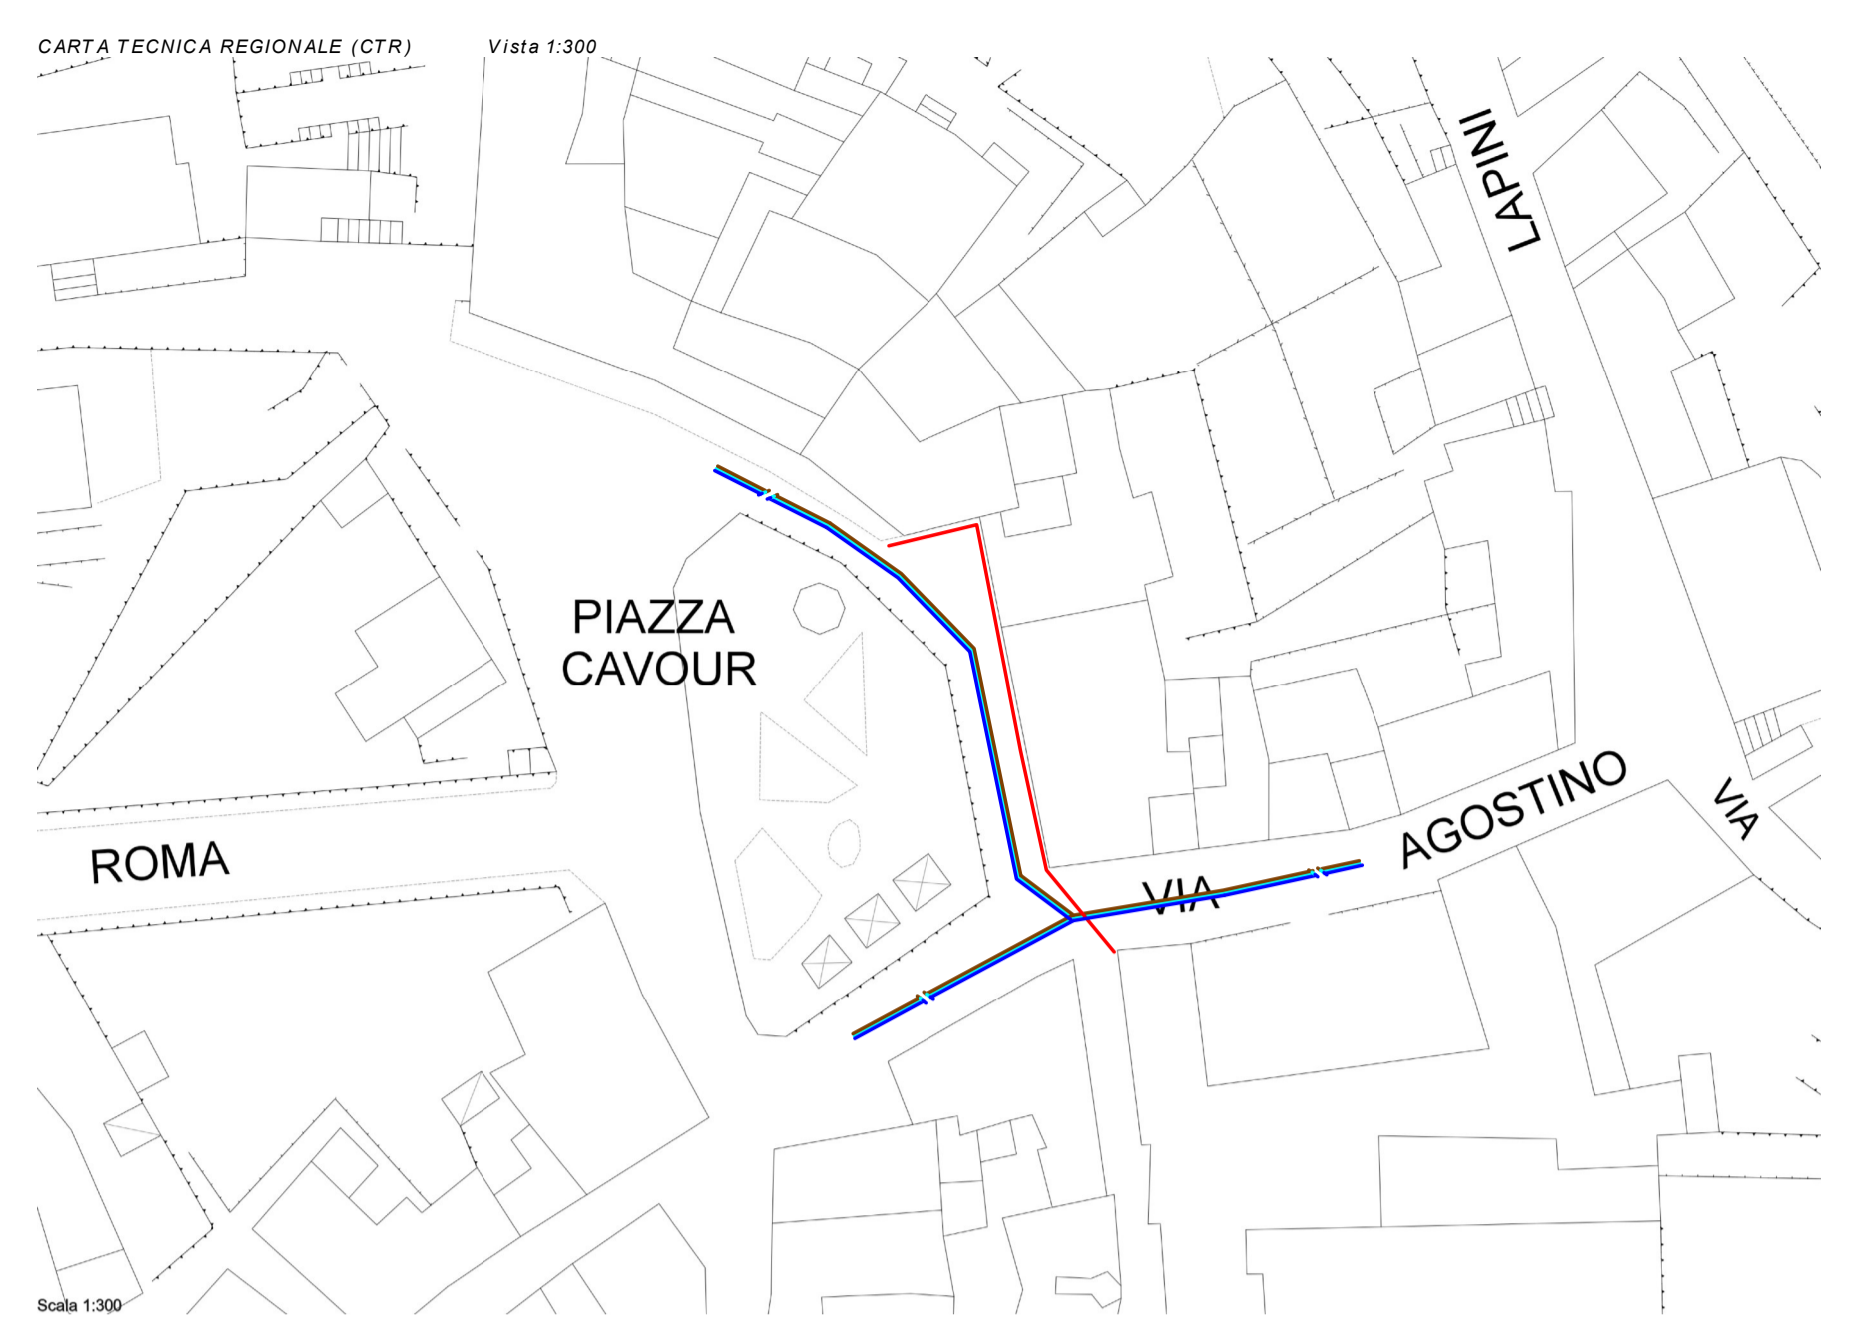 CARTA TECNICA REGIONALE (CTR) Vista 1:300
LAPINI
PIAZZA
CAVOUR
ROMA
VIA
AGOSTINO
VIA
Scala 1:300